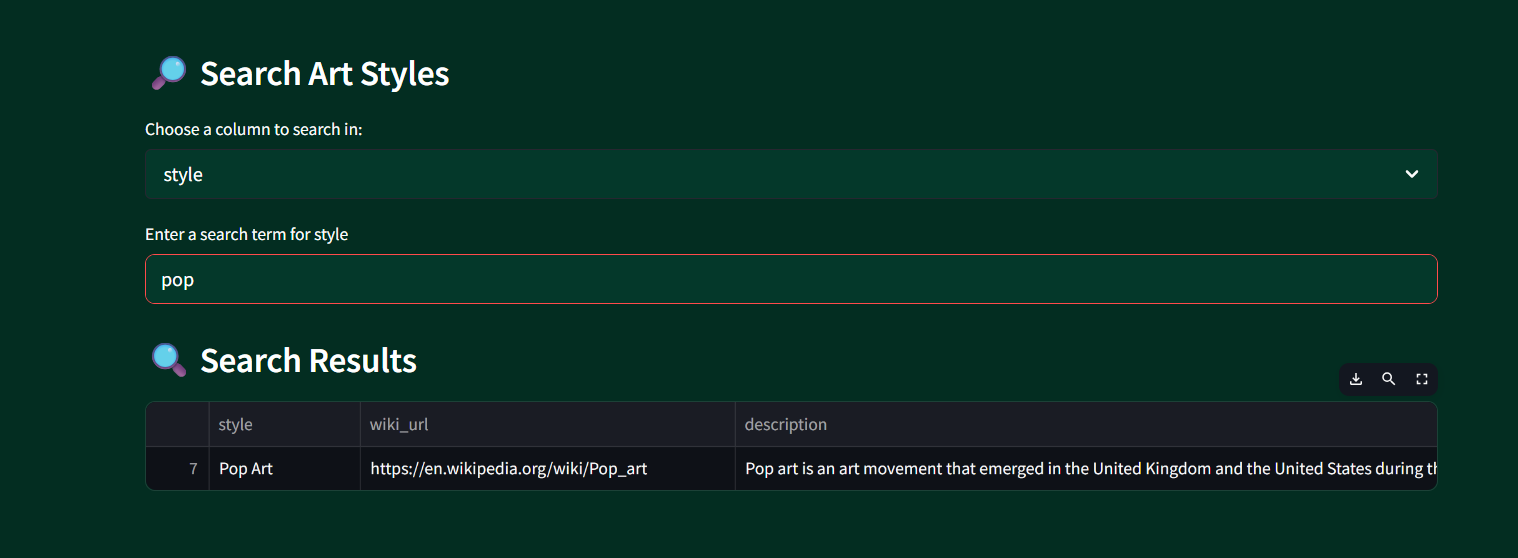 Search Art Styles
Choose a column to search in:
style
Enter a search term for style
pop
Search Results
style wiki_url description
7 Pop Art https://en.wikipedia.org/wiki/Pop_art Pop art is an art movement that emerged in the United Kingdom and the United States during